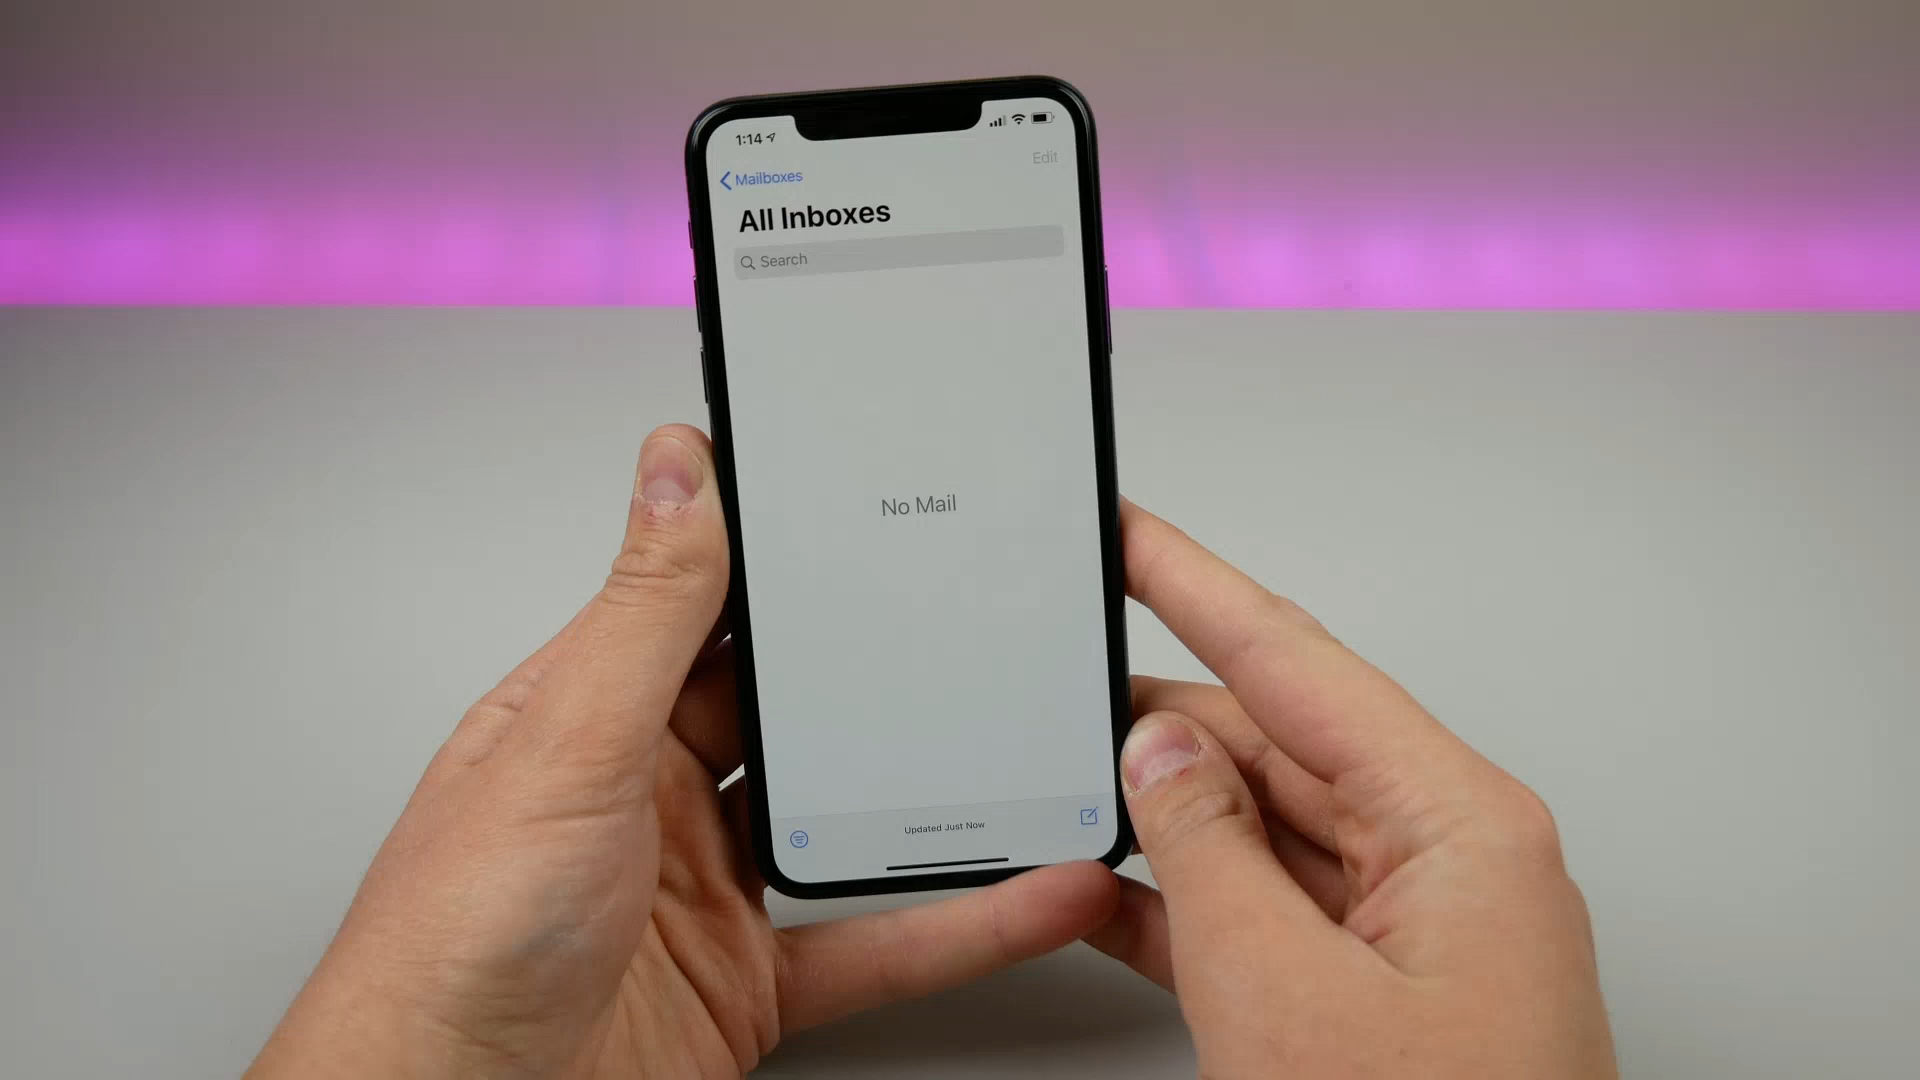 1:14
Edit
Mailboxes
All Inboxes
Search
No Mail
Updated Just Now